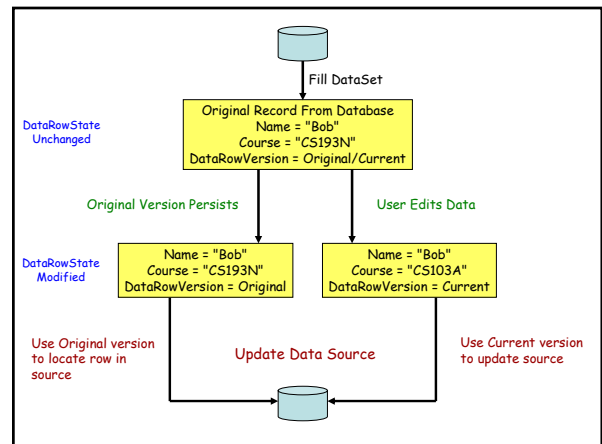 Fill DataSet
DataRowState
Unchanged
Original Record From Database
Name = "Bob"
Course = "CS193N"
DataRowVersion = Original/Current
Original Version Persists
User Edits Data
DataRowState
Modified
Name = "Bob"
Course = "CS193N"
DataRowVersion = Original
Name = "Bob"
Course = "CS103A"
DataRowVersion = Current
Use Original version
to locate row in
source
Update Data Source
Use Current version
to update source